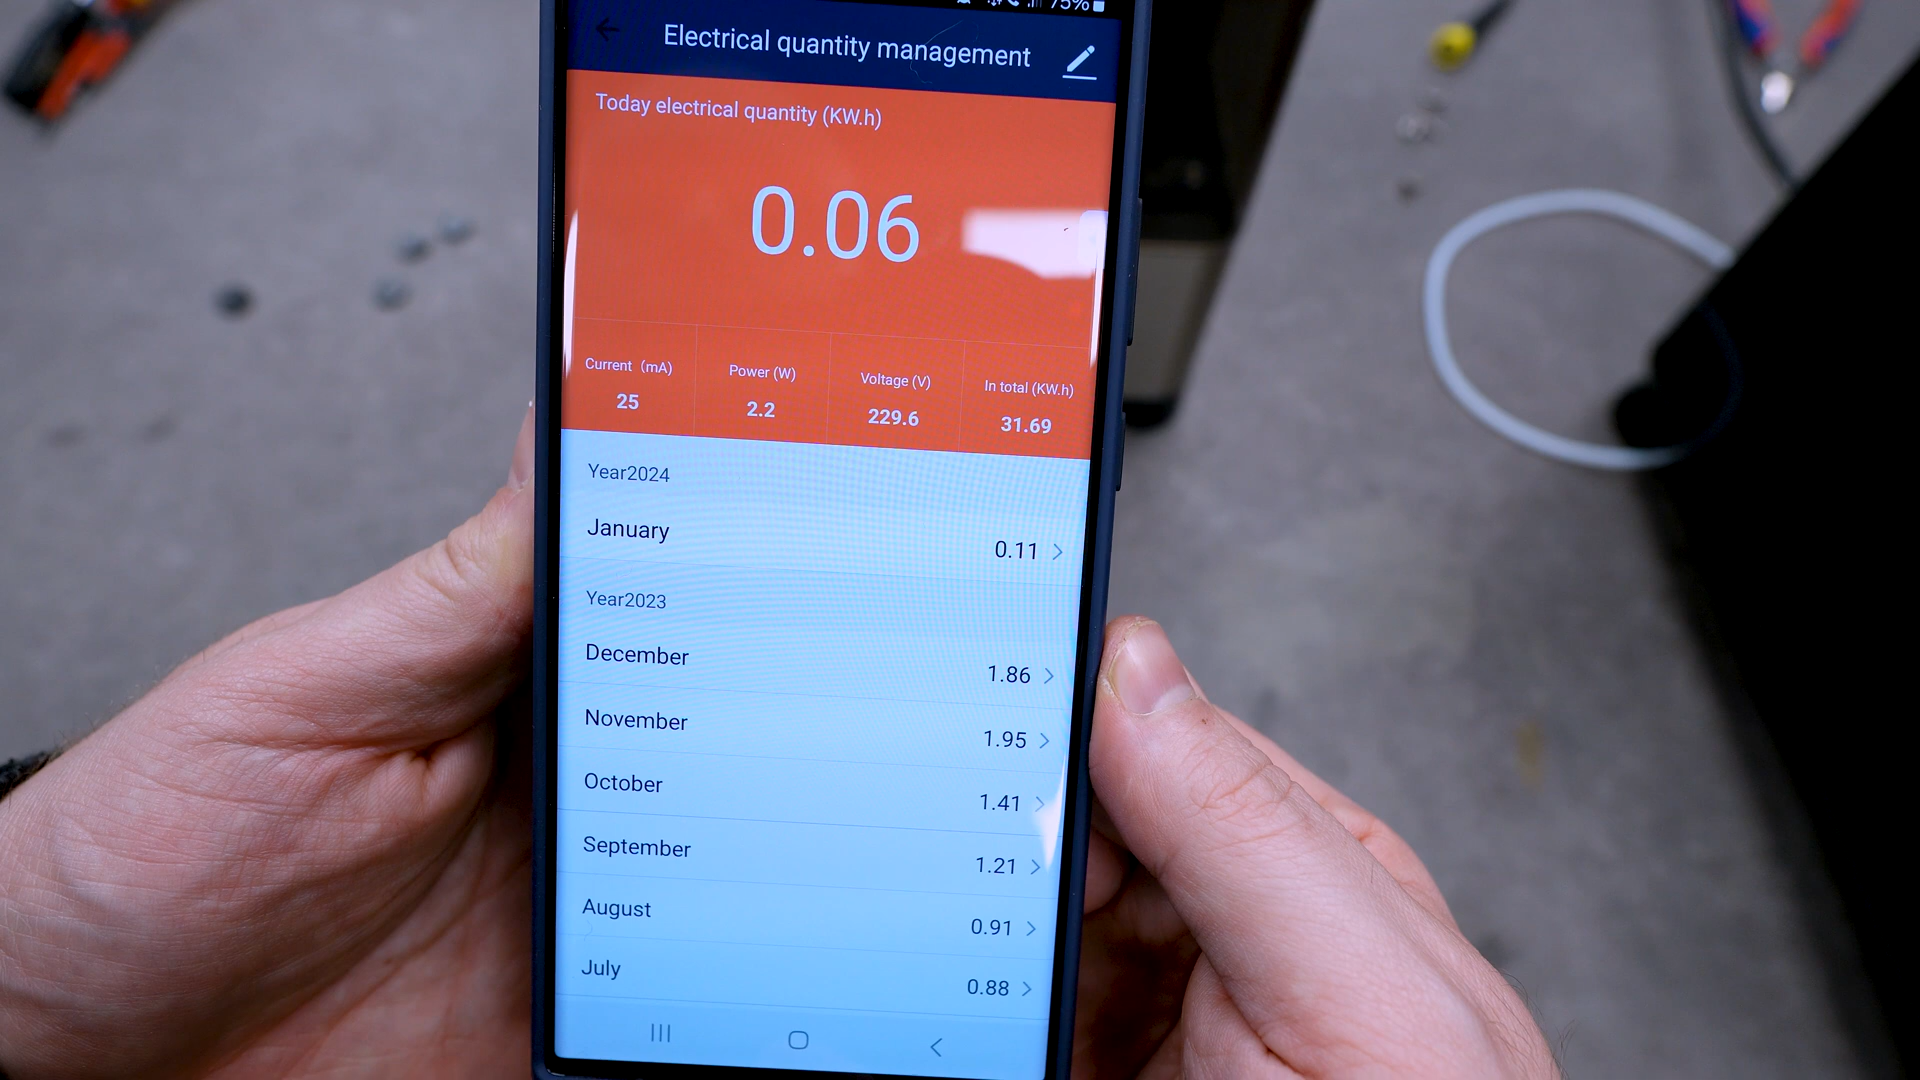 75%
Electrical quantity management
Today electrical quantity (KW.h)
0.06
Current (mA) Power (W) Voltage (V) In total (KW.h)
25 2.2 229.6 31.69
Year2024
January 0.11
Year2023
December 1.86
November 1.95
October 1.41
September 1.21
August 0.91
July 0.88